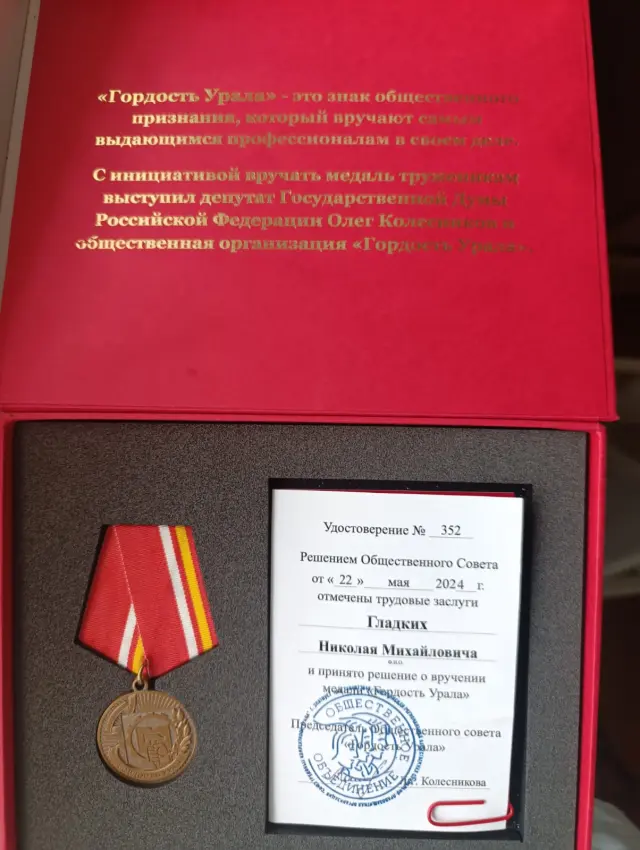 «Гордость Урала» - это знак общественного
признания, который вручают самым
выдающимся профессионалам в своем деле.
С инициативой вручать медаль труженикам
выступил депутат Государственной Думы
Российской Федерации Олег Колесников и
общественная организация «Гордость Урала».
Удостоверение № 352
Решением Общественного Совета
от « 22 » мая 2024 г.
отмечены трудовые заслуги
Гладких
Николая Михайловича
Ф.И.О.
и принято решение о вручении
медали «Гордость Урала»
Председатель общественного совета
«Гордость Урала»
Колесникова
ОБЩЕСТВЕННОЕ
ОБЪЕДИНЕНИЕ